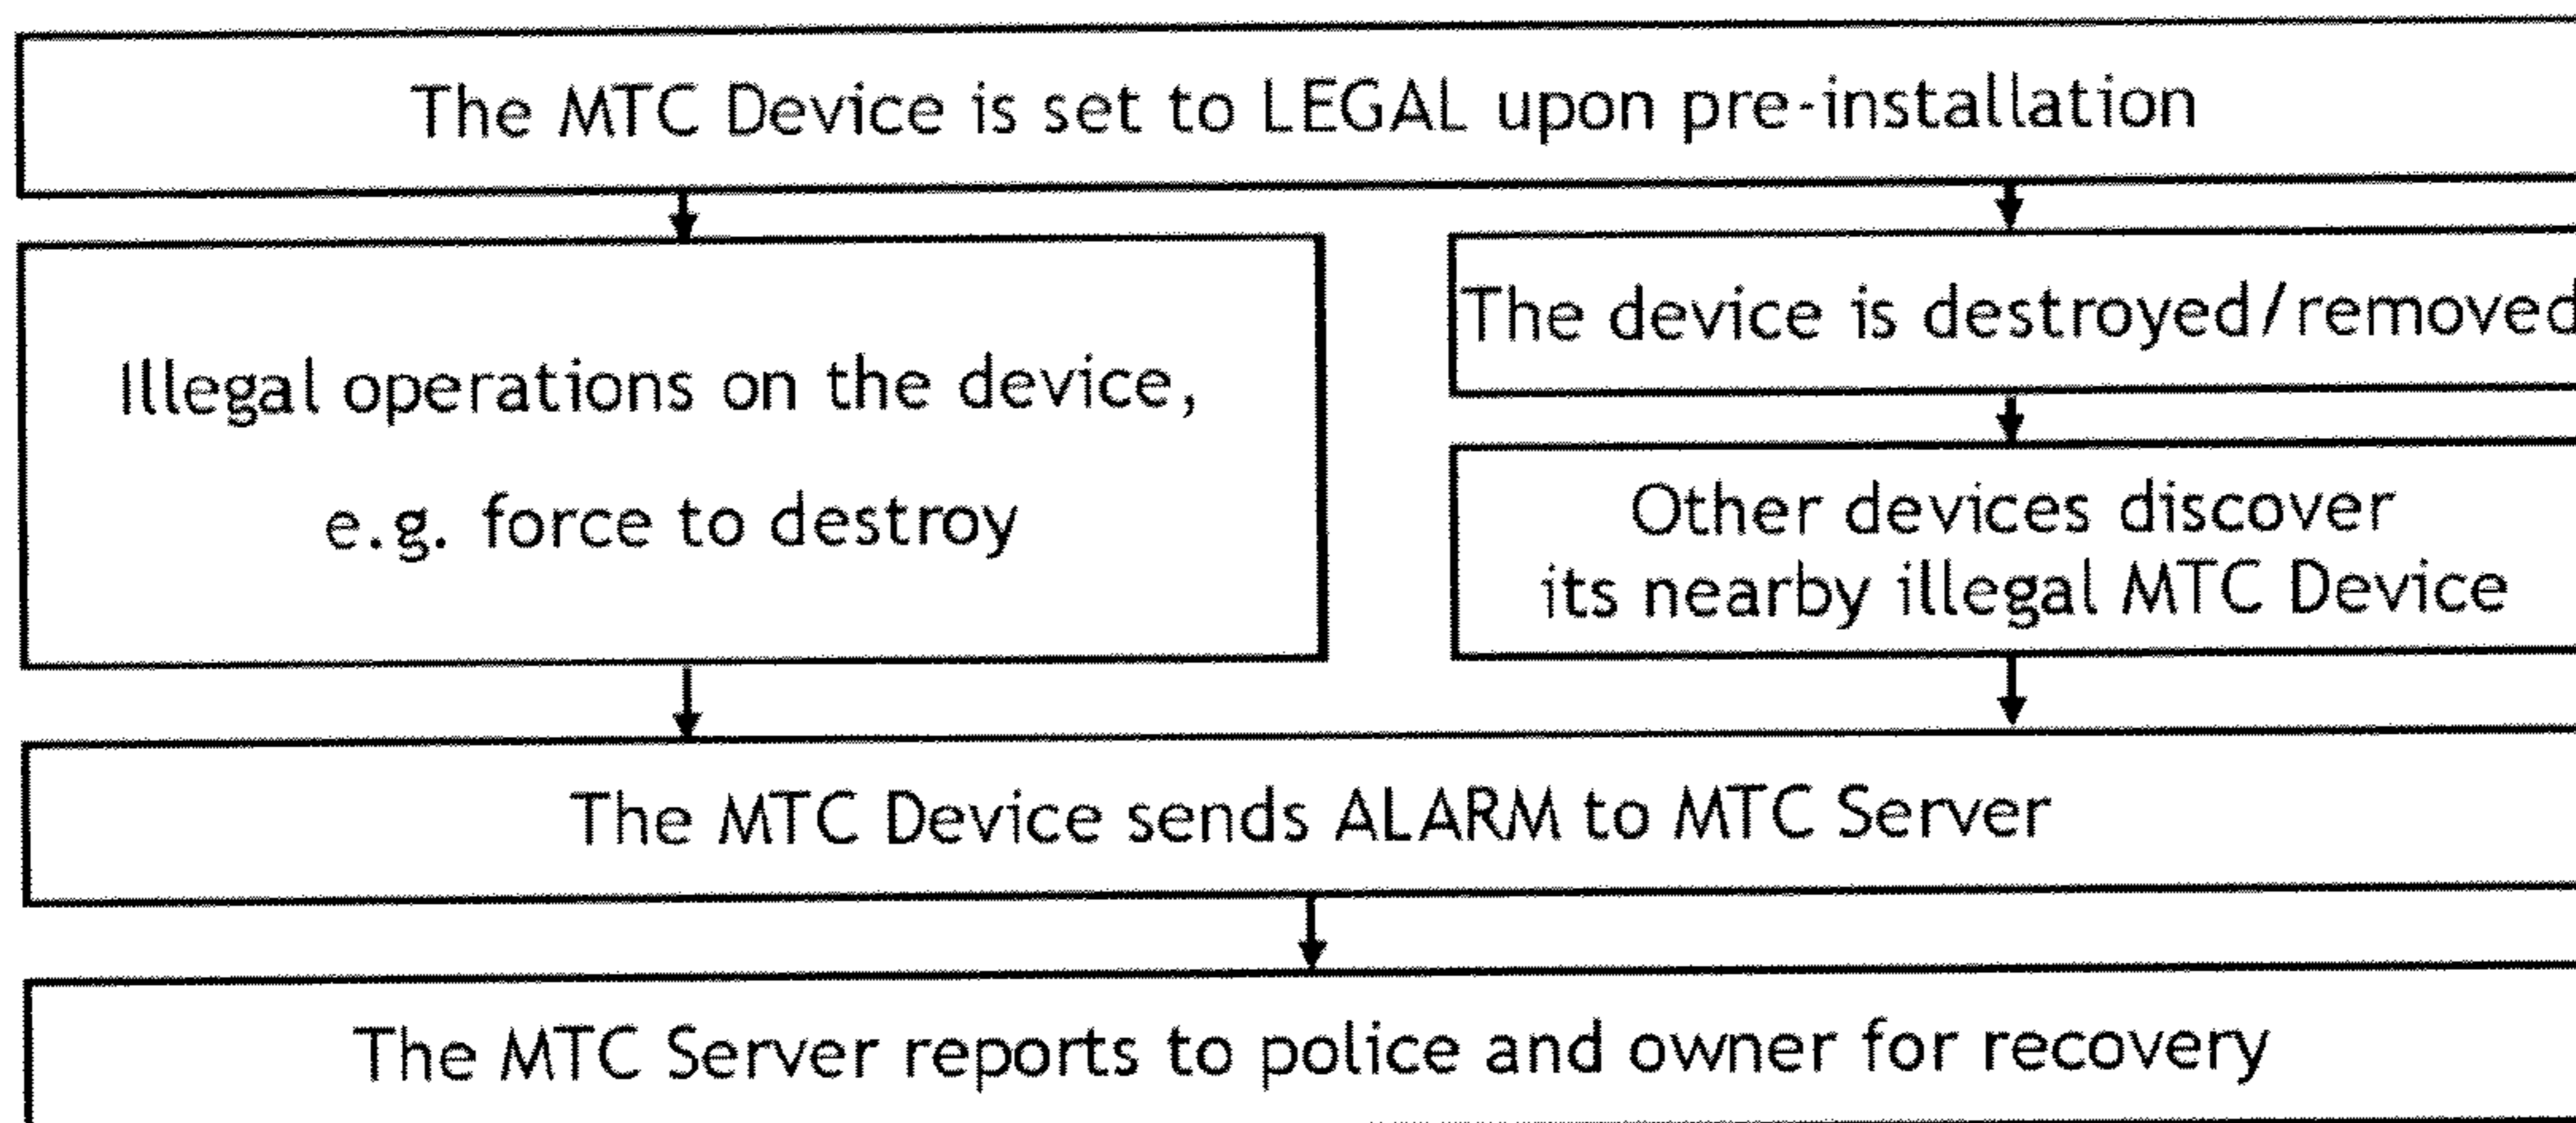 The MTC Device is set to LEGAL upon pre-installation
Illegal operations on the device,
e.g. force to destroy
The device is destroyed/removed
Other devices discover
its nearby illegal MTC Device
The MTC Device sends ALARM to MTC Server
The MTC Server reports to police and owner for recovery